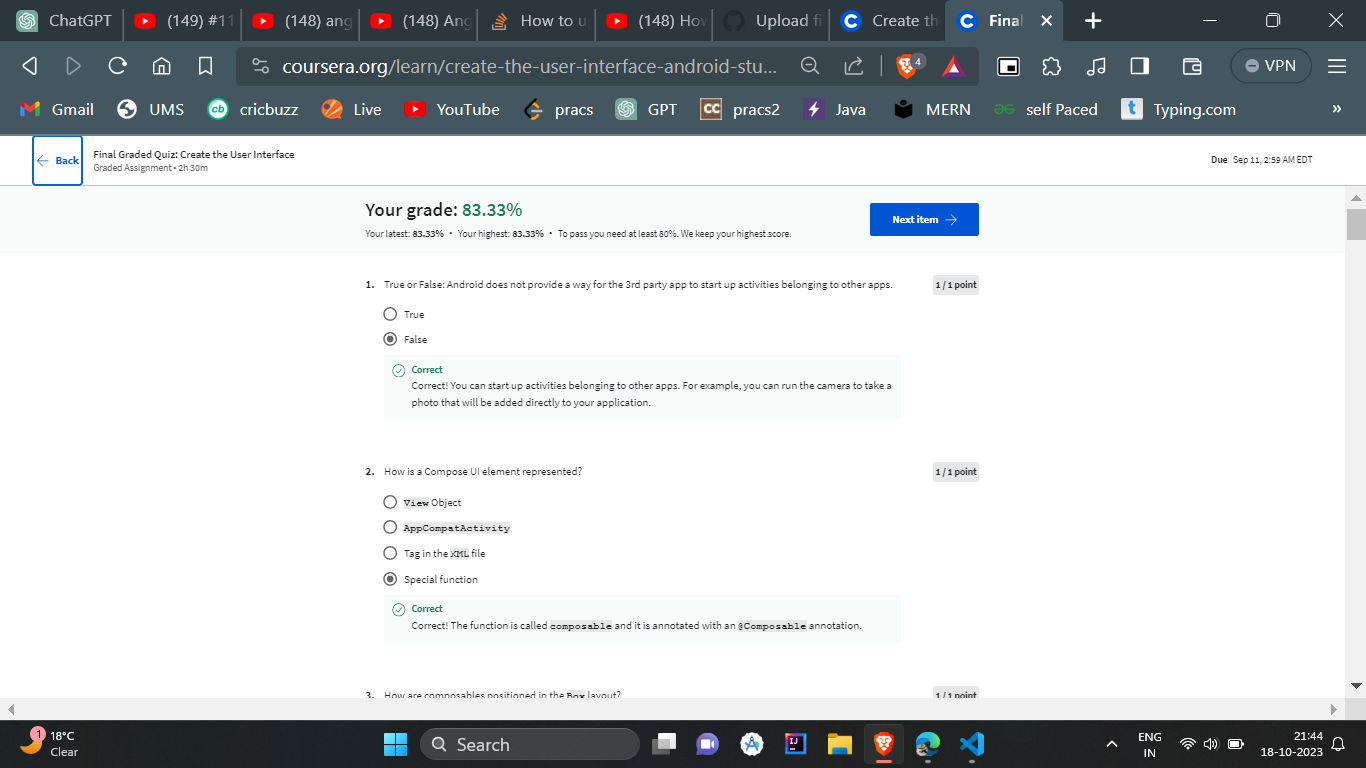 ChatGPT
(149) #11
(148) ang
(148) Ang
How to u
(148) How
Upload fi
Create th
Final
coursera.org/learn/create-the-user-interface-android-stu...
4
VPN
Gmail
UMS
cricbuzz
Live
YouTube
pracs
GPT
pracs2
Java
MERN
self Paced
Typing.com
»
Back
Final Graded Quiz: Create the User Interface
Graded Assignment • 2h 30m
Due Sep 11, 2:59 AM EDT
Your grade: 83.33%
Your latest: 83.33% • Your highest: 83.33% • To pass you need at least 80%. We keep your highest score.
Next item
1. True or False: Android does not provide a way for the 3rd party app to start up activities belonging to other apps.
1 / 1 point
True
False
Correct
Correct! You can start up activities belonging to other apps. For example, you can run the camera to take a
photo that will be added directly to your application.
2. How is a Compose UI element represented?
1 / 1 point
View Object
AppCompatActivity
Tag in the XML file
Special function
Correct
Correct! The function is called composable and it is annotated with an @Composable annotation.
3. How are composables positioned in the Box layout?
1 / 1 point
1
18°C
Clear
Search
ENG
IN
21:44
18-10-2023